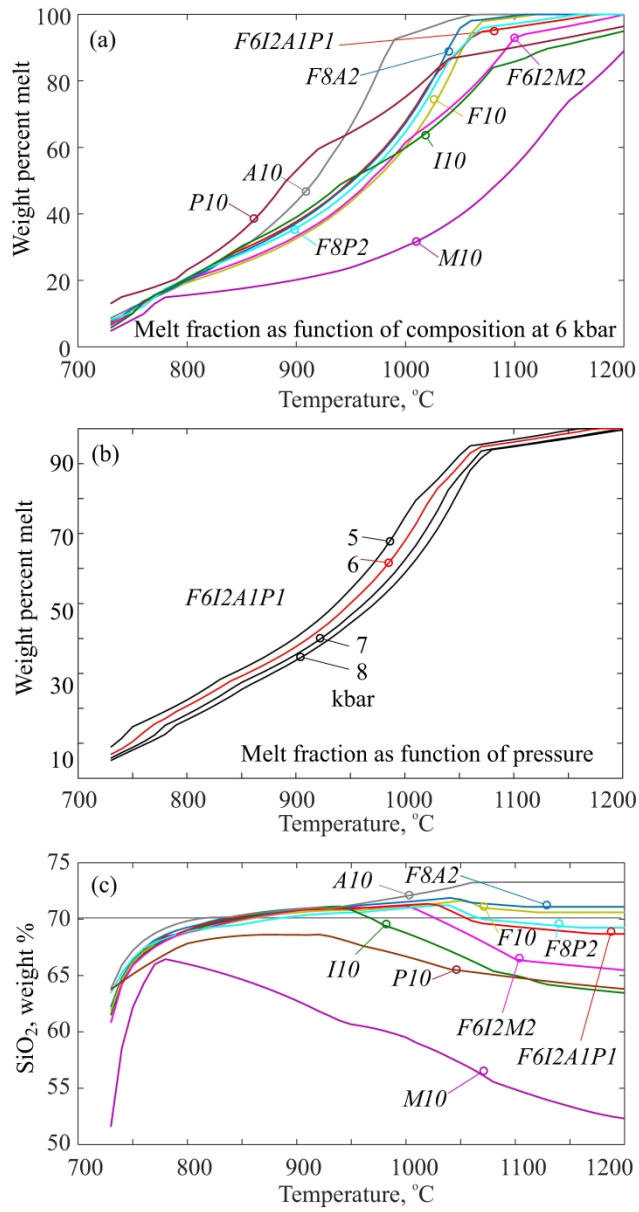 (a)
100
80
60
40
20
0
Weight percent melt
F6I2A1P1
F8A2
F6I2M2
F10
I10
A10
P10
F8P2
M10
Melt fraction as function of composition at 6 kbar
700 800 900 1000 1100 1200
Temperature, °C
(b)
90
70
50
30
10
Weight percent melt
5
6
F6I2A1P1
7
8
kbar
Melt fraction as function of pressure
700 800 900 1000 1100 1200
Temperature, °C
(c)
75
70
65
60
55
50
SiO₂, weight %
F8A2
A10
F10
F8P2
I10
P10
F6I2M2
F6I2A1P1
M10
700 800 900 1000 1100 1200
Temperature, °C